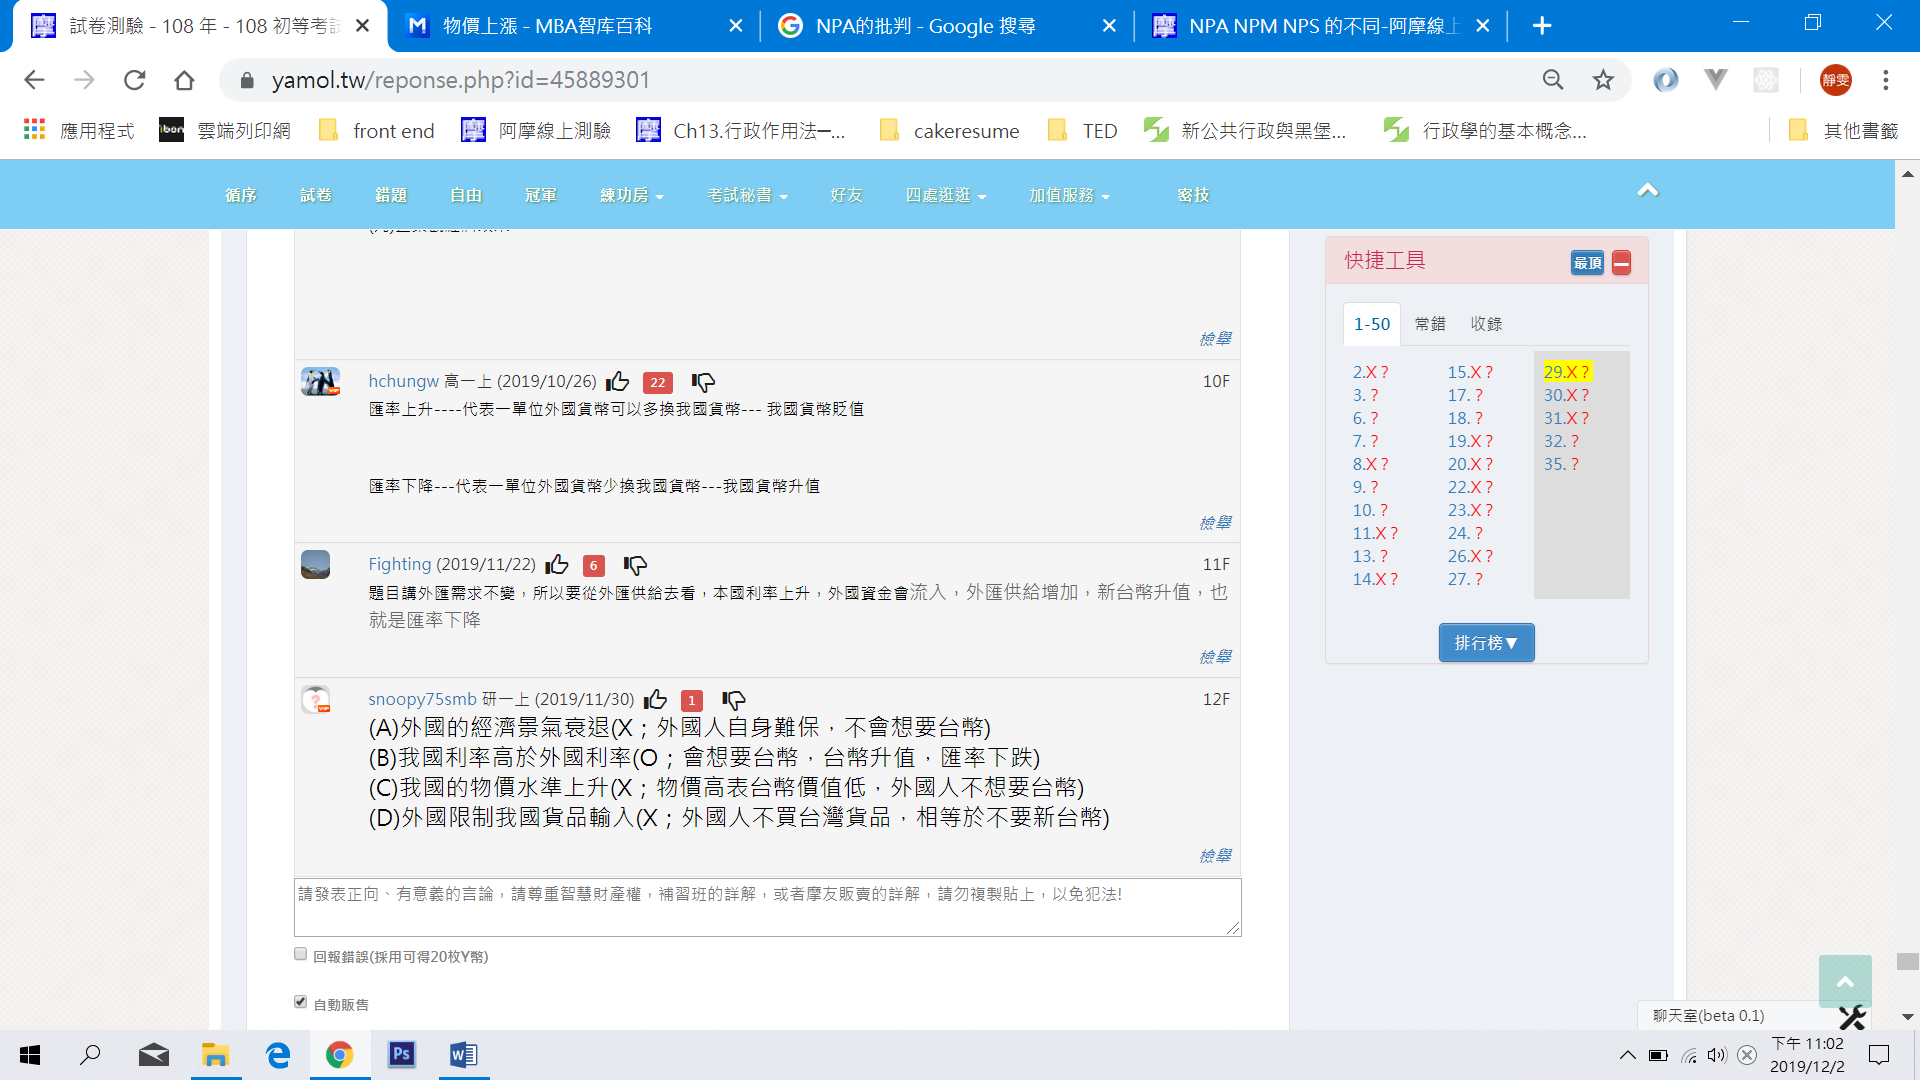 試卷測驗 - 108 年 - 108 初等考試
物價上漲 - MBA智库百科
NPA的批判 - Google 搜尋
NPA NPM NPS 的不同-阿摩線上
yamol.tw/reponse.php?id=45889301
靜雯
應用程式
ibon
雲端列印網
front end
阿摩線上測驗
Ch13.行政作用法─...
cakeresume
TED
新公共行政與黑堡...
行政學的基本概念...
其他書籤
循序
試卷
錯題
自由
冠軍
練功房
考試秘書
好友
四處逛逛
加值服務
密技
檢舉
hchungw 高一上 (2019/10/26) 22 10F
匯率上升----代表一單位外國貨幣可以多換我國貨幣--- 我國貨幣貶值
匯率下降---代表一單位外國貨幣少換我國貨幣---我國貨幣升值
檢舉
Fighting (2019/11/22) 6 11F
題目講外匯需求不變，所以要從外匯供給去看，本國利率上升，外國資金會流入，外匯供給增加，新台幣升值，也
就是匯率下降
檢舉
snoopy75smb 研一上 (2019/11/30) 1 12F
(A)外國的經濟景氣衰退(X；外國人自身難保，不會想要台幣)
(B)我國利率高於外國利率(O；會想要台幣，台幣升值，匯率下跌)
(C)我國的物價水準上升(X；物價高表台幣價值低，外國人不想要台幣)
(D)外國限制我國貨品輸入(X；外國人不買台灣貨品，相等於不要新台幣)
檢舉
請發表正向、有意義的言論，請尊重智慧財產權，補習班的詳解，或者摩友販賣的詳解，請勿複製貼上，以免犯法!
回報錯誤(採用可得20枚Y幣)
自動販售
快捷工具
最頂
1-50
常錯
收錄
2.X ?
3. ?
6. ?
7. ?
8.X ?
9. ?
10. ?
11.X ?
13. ?
14.X ?
15.X ?
17. ?
18. ?
19.X ?
20.X ?
22.X ?
23.X ?
24. ?
26.X ?
27. ?
29.X ?
30.X ?
31.X ?
32. ?
35. ?
排行榜▼
聊天室(beta 0.1)
下午 11:02
2019/12/2